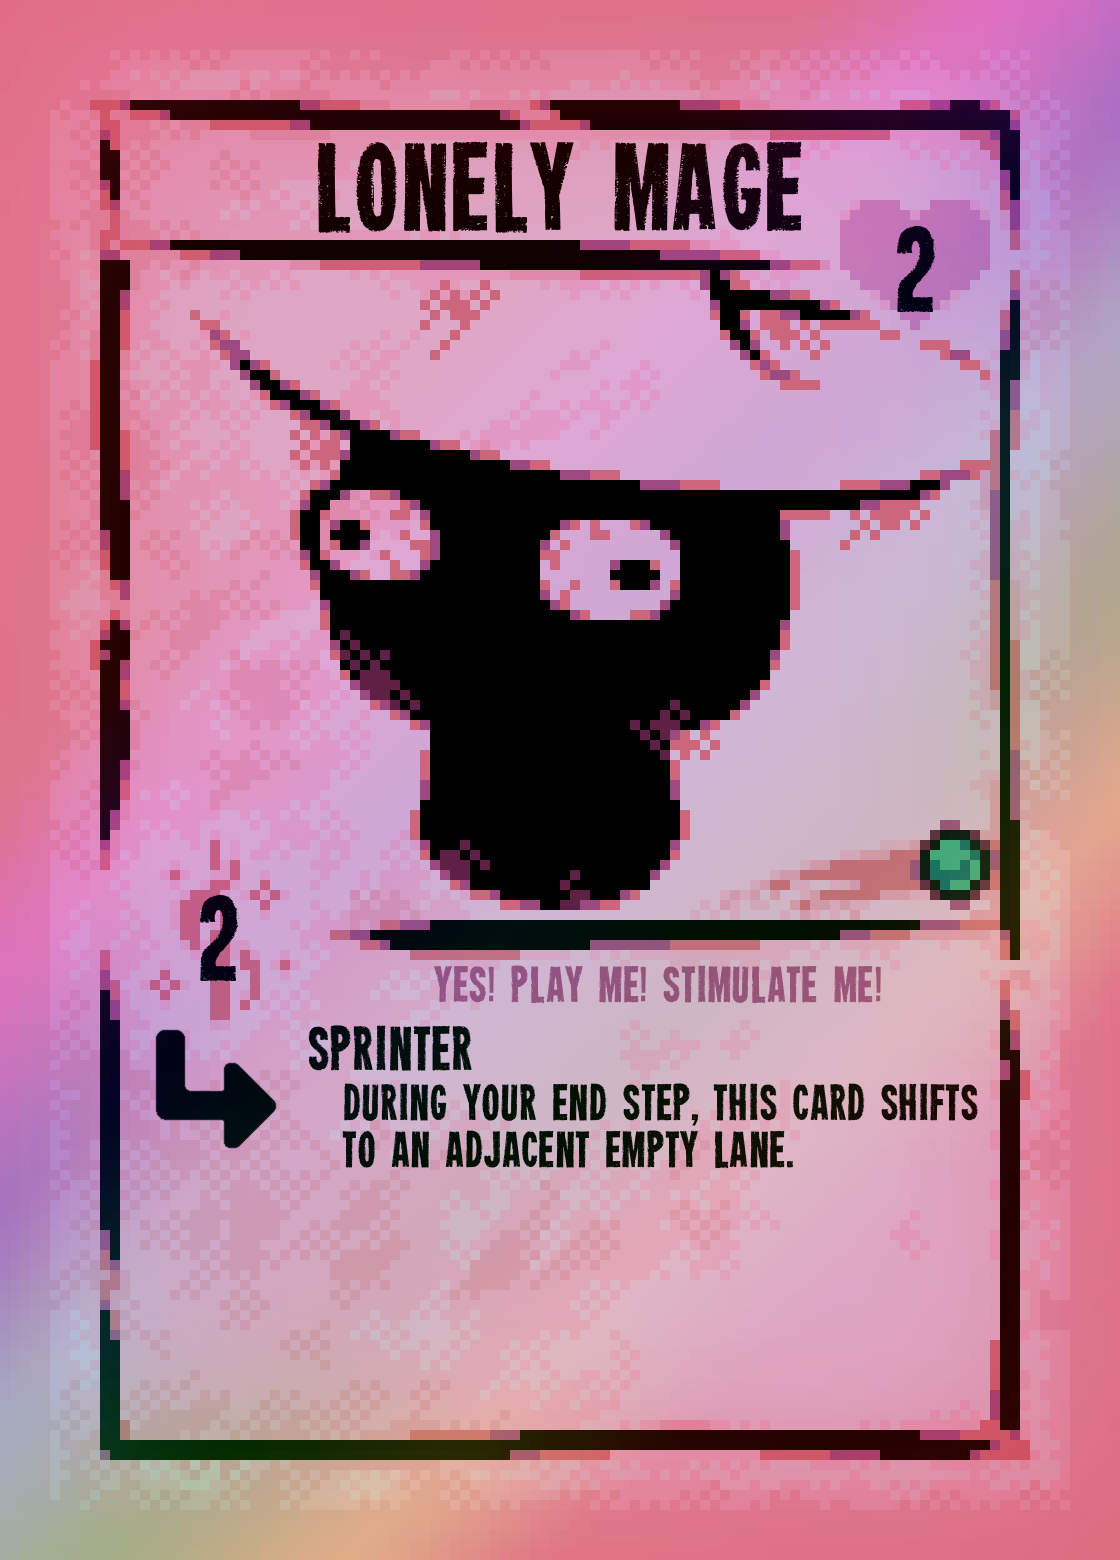 LONELY MAGE
2
2
YES! PLAY ME! STIMULATE ME!
SPRINTER
DURING YOUR END STEP, THIS CARD SHIFTS
TO AN ADJACENT EMPTY LANE.